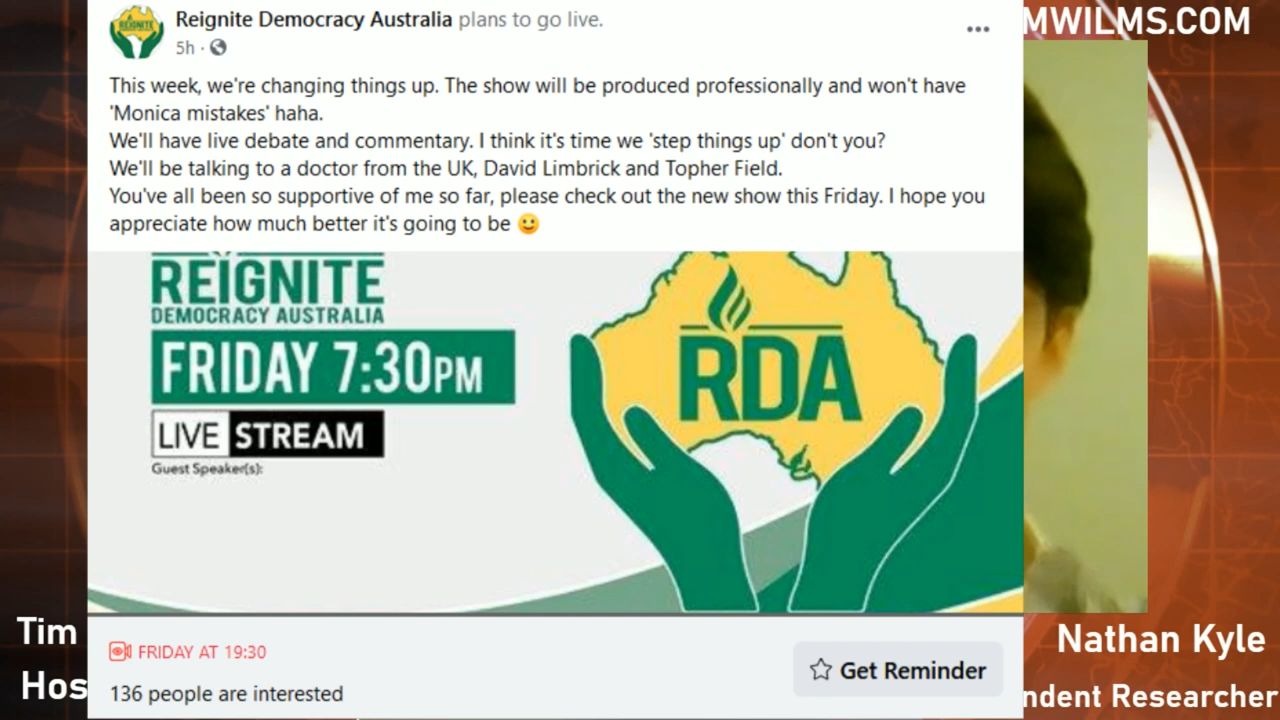 Reignite Democracy Australia plans to go live.
5h ·
This week, we're changing things up. The show will be produced professionally and won't have
'Monica mistakes' haha.
We'll have live debate and commentary. I think it's time we 'step things up' don't you?
We'll be talking to a doctor from the UK, David Limbrick and Topher Field.
You've all been so supportive of me so far, please check out the new show this Friday. I hope you
appreciate how much better it's going to be
REIGNITE
DEMOCRACY AUSTRALIA
FRIDAY 7:30PM
LIVE STREAM
Guest Speaker(s):
RDA
FRIDAY AT 19:30
136 people are interested
Get Reminder
MWILMS.COM
Tim
Hos
Nathan Kyle
ndent Researcher